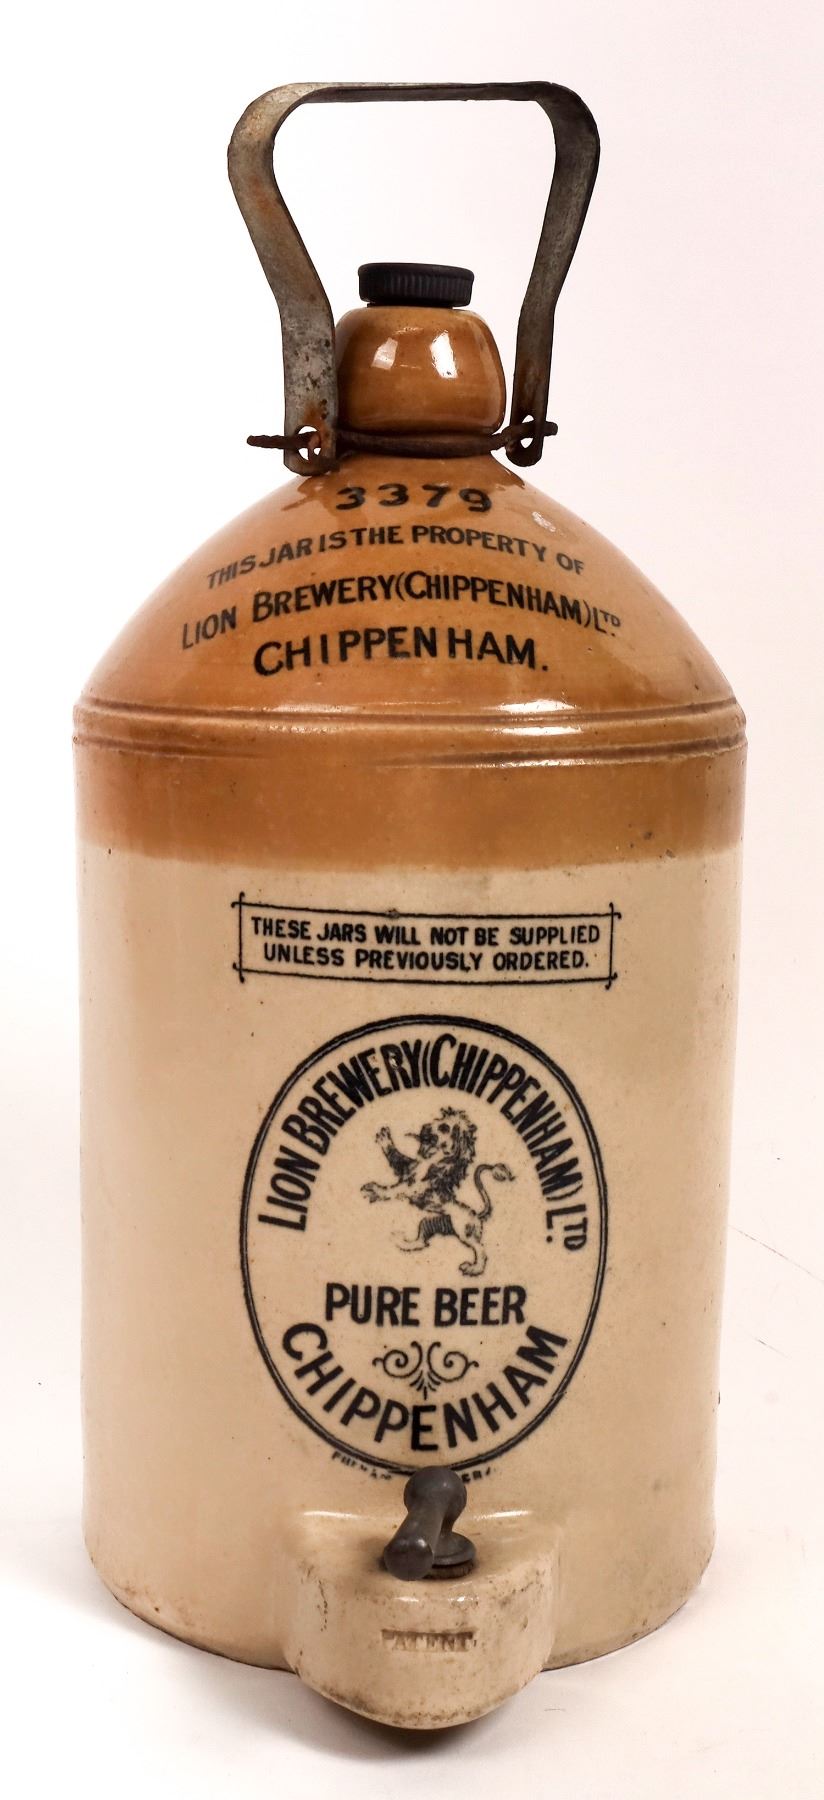 3379
THIS JAR IS THE PROPERTY OF
LION BREWERY (CHIPPENHAM) LTD.
CHIPPENHAM.
THESE JARS WILL NOT BE SUPPLIED
UNLESS PREVIOUSLY ORDERED.
LION BREWERY (CHIPPENHAM) LTD.
PURE BEER
CHIPPENHAM
PATENT